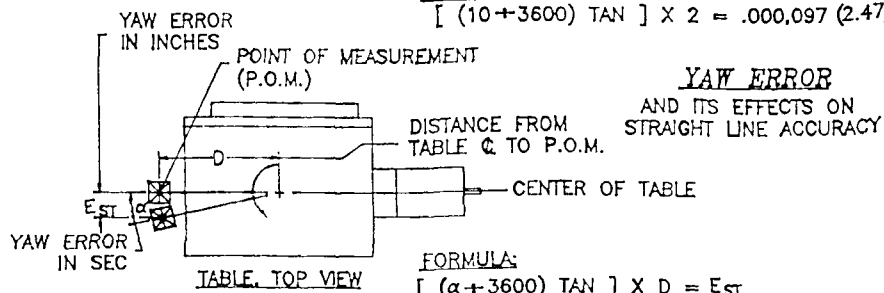 [ (10÷3600) TAN ] X 2 = .000,097 (2.47
YAW ERROR
IN INCHES
POINT OF MEASUREMENT
(P.O.M.)
YAW ERROR
AND ITS EFFECTS ON
STRAIGHT LINE ACCURACY
DISTANCE FROM
TABLE ℄ TO P.O.M.
D
CENTER OF TABLE
EST
α
YAW ERROR
IN SEC
TABLE, TOP VIEW
FORMULA:
[ (α÷3600) TAN ] X D = EST